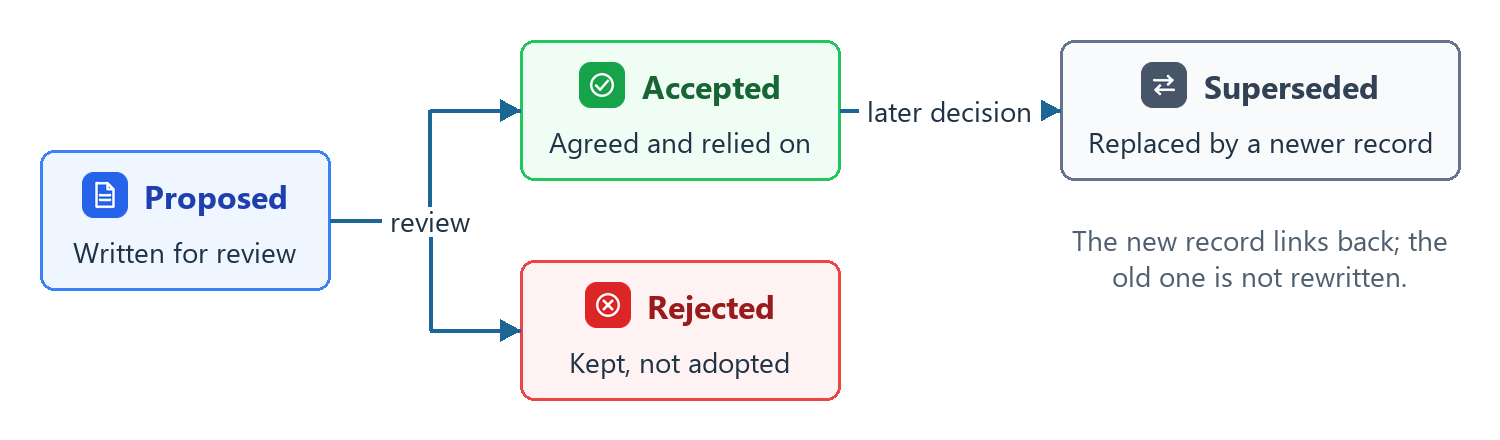 Proposed
Written for review
review
Accepted
Agreed and relied on
Rejected
Kept, not adopted
later decision
Superseded
Replaced by a newer record
The new record links back; the
old one is not rewritten.